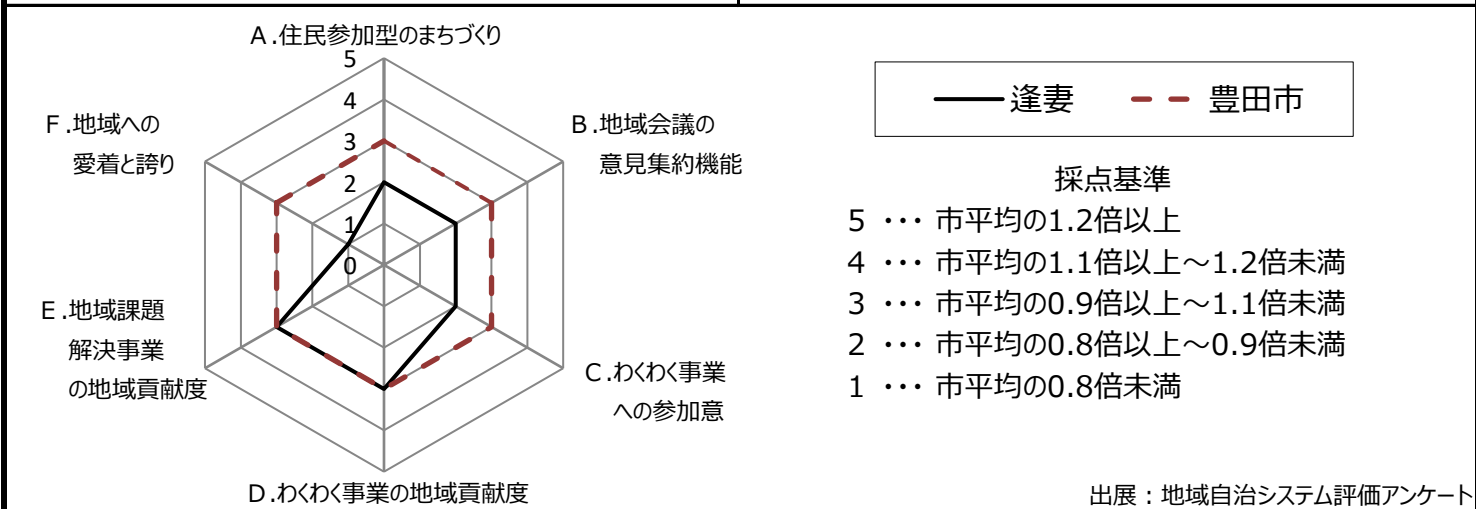 A.住民参加型のまちづくり
5
4
3
2
1
0
B.地域会議の
意見集約機能
C.わくわく事業
への参加意
D.わくわく事業の地域貢献度
E.地域課題
解決事業
の地域貢献度
F.地域への
愛着と誇り
逢妻 豊田市
採点基準
5 ・・・ 市平均の1.2倍以上
4 ・・・ 市平均の1.1倍以上～1.2倍未満
3 ・・・ 市平均の0.9倍以上～1.1倍未満
2 ・・・ 市平均の0.8倍以上～0.9倍未満
1 ・・・ 市平均の0.8倍未満
出展：地域自治システム評価アンケート